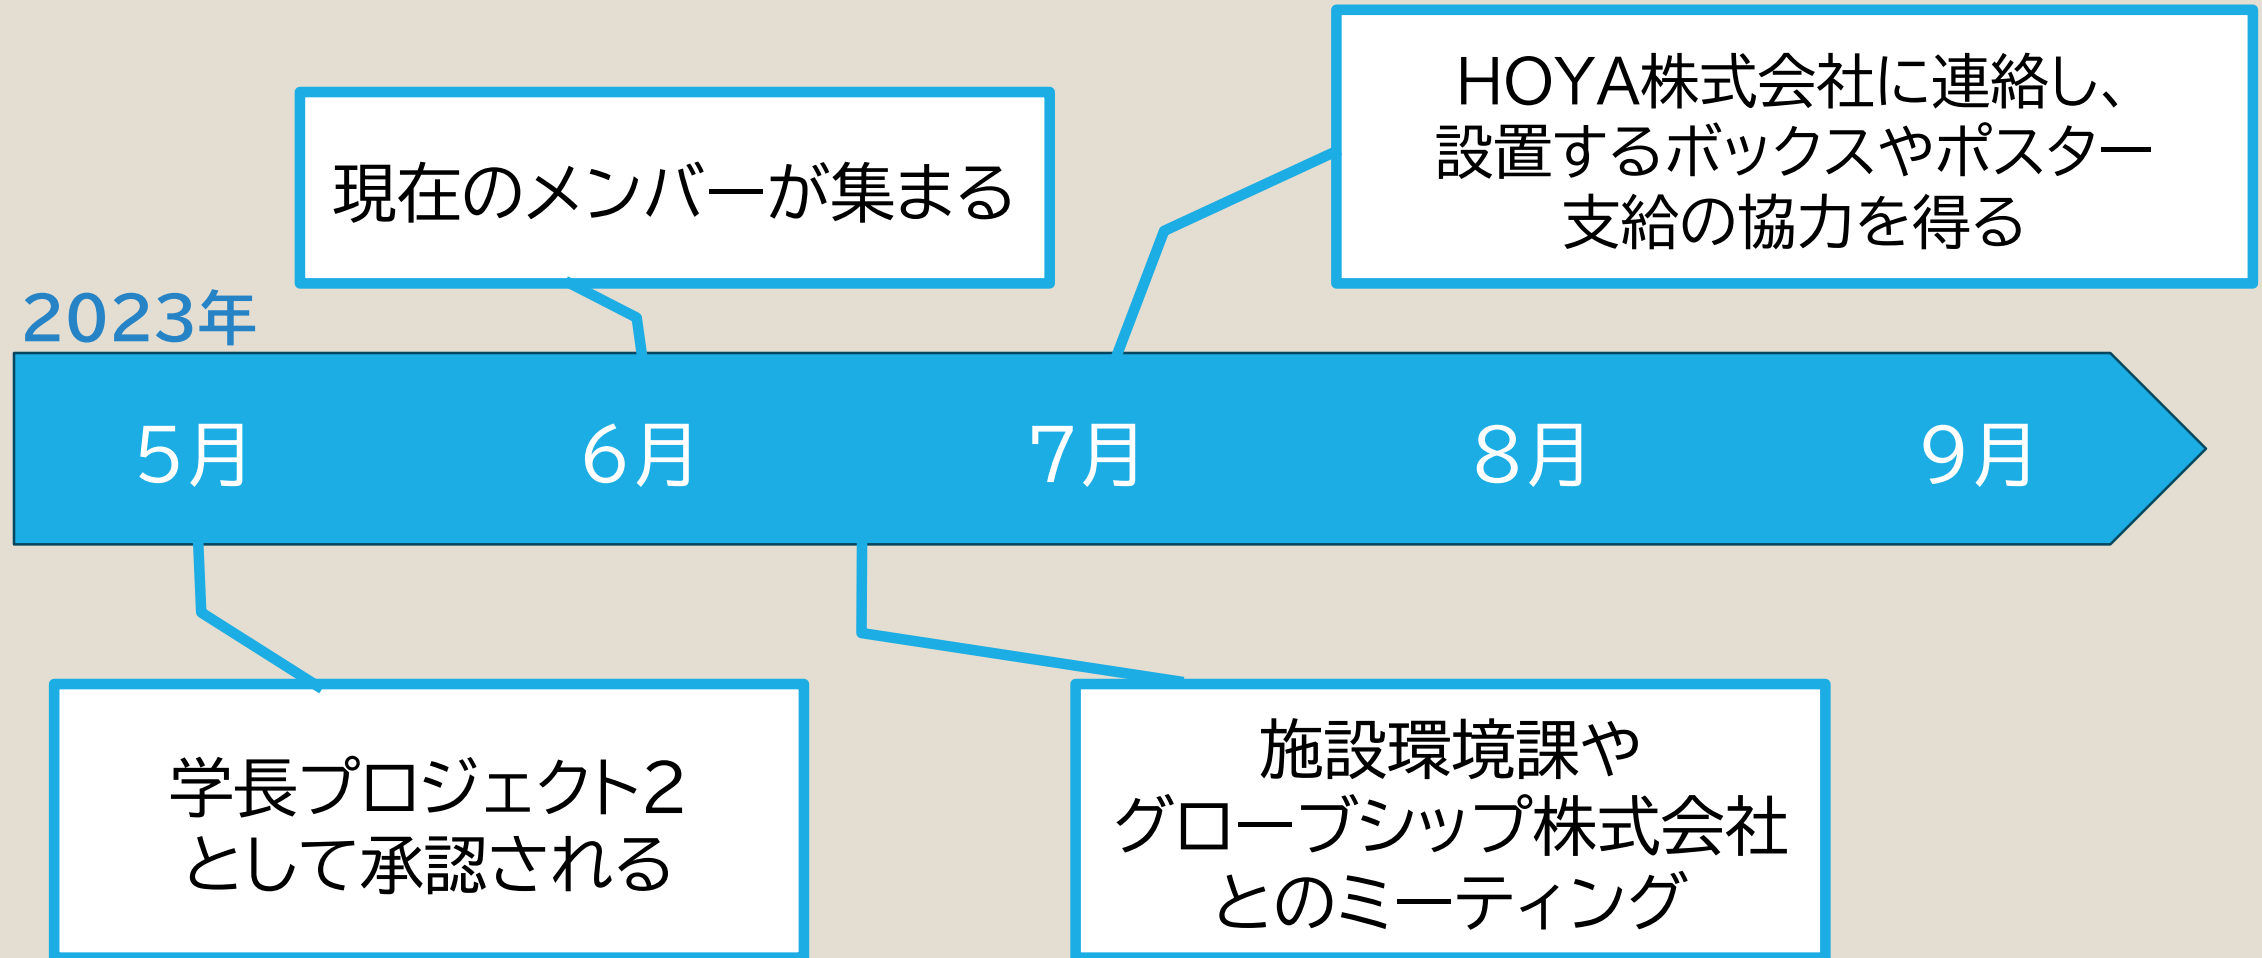 HOYA株式会社に連絡し、
設置するボックスやポスター
支給の協力を得る
現在のメンバーが集まる
2023年
5月
6月
7月
8月
9月
学長プロジェクト2
として承認される
施設環境課や
グローブシップ株式会社
とのミーティング